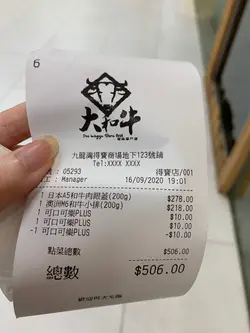 6
大和牛
九龍灣得寶商場地下123號鋪
Tel:XXXX XXXX
: 05293
得寶店/001
: Manager
16/09/2020 19:01
1 日本A5和牛肉眼蓋(200g) $278.00
1 澳洲M6和牛小排(200g) $218.00
1 可口可樂PLUS $10.00
1 可口可樂PLUS $10.00
-1 可口可樂PLUS -$10.00
點菜總數 $506.00
總數 $506.00